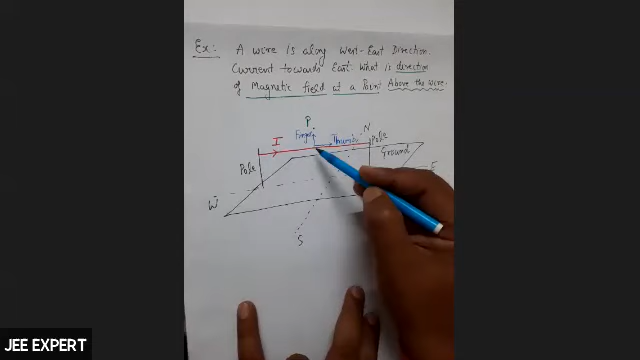 Ex: A wire is along West-East Direction.
Current towards East. What is direction
of Magnetic field at a Point Above the wire.
P
N
Thumb
I
Pole
Pole
Ground
E
W
S
JEE EXPERT